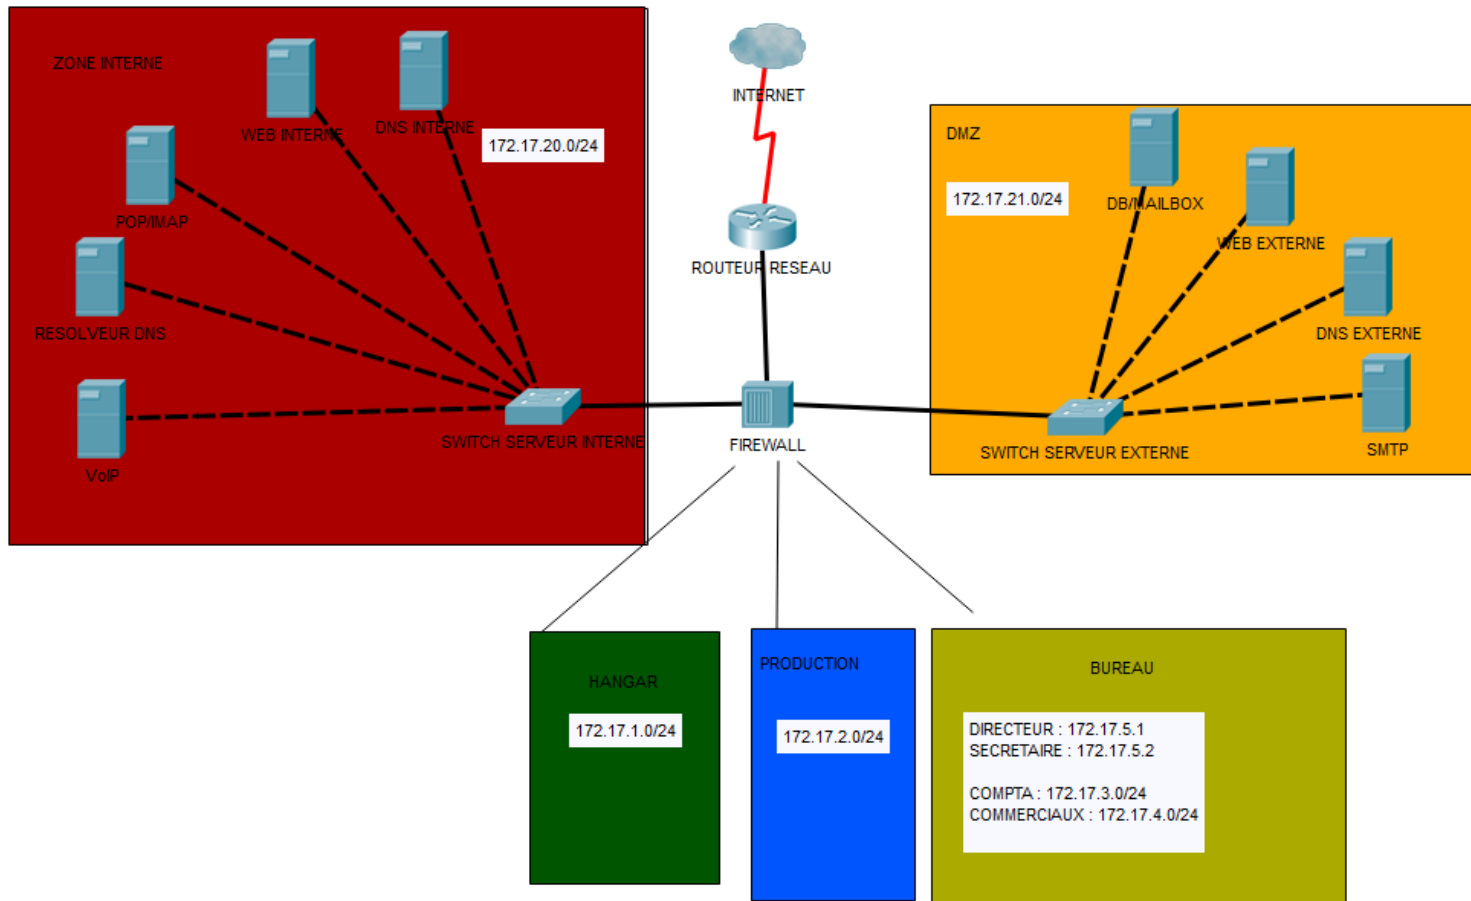 ZONE INTERNE
WEB INTERNE
DNS INTERNE
172.17.20.0/24
POP/IMAP
RESOLVEUR DNS
VoIP
SWITCH SERVEUR INTERNE
INTERNET
ROUTEUR RESEAU
FIREWALL
DMZ
172.17.21.0/24
DB/MAILBOX
WEB EXTERNE
DNS EXTERNE
SMTP
SWITCH SERVEUR EXTERNE
HANGAR
172.17.1.0/24
PRODUCTION
172.17.2.0/24
BUREAU
DIRECTEUR : 172.17.5.1
SECRETAIRE : 172.17.5.2
COMPTA : 172.17.3.0/24
COMMERCIAUX : 172.17.4.0/24